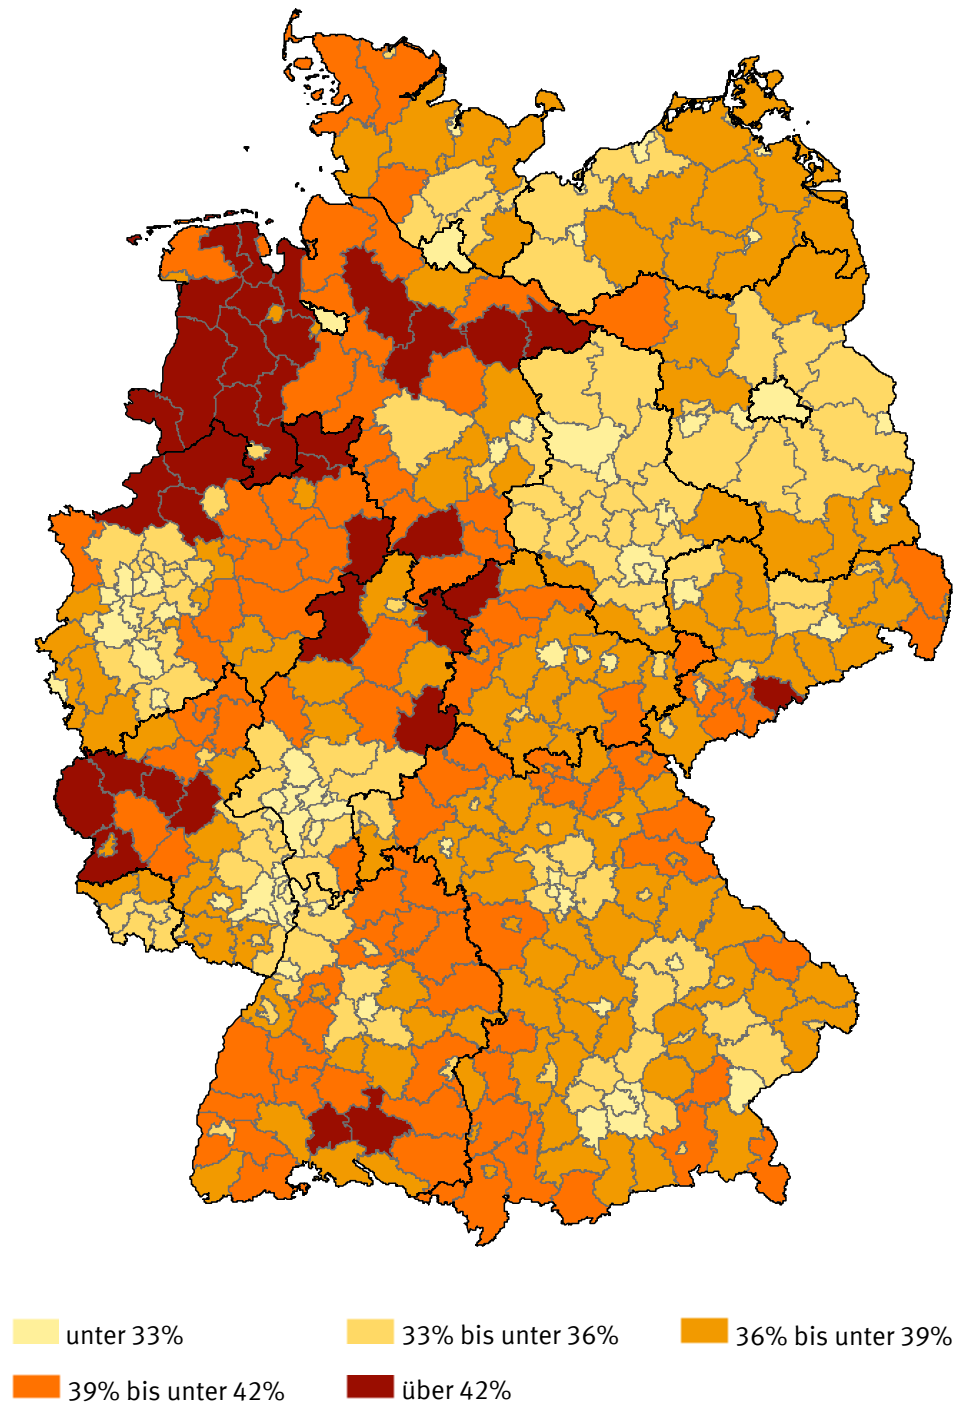 unter 33%
33% bis unter 36%
36% bis unter 39%
39% bis unter 42%
über 42%